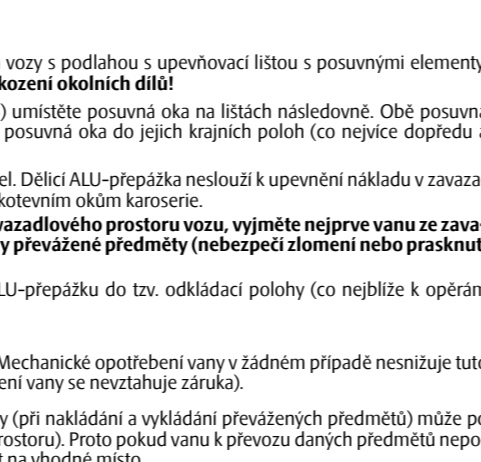 vozy s podlahou s upevňovací lištou s posuvnými elementy
kození okolních dílů!
) umístěte posuvná oka na lištách následovně. Obě posuvná
posuvná oka do jejich krajních poloh (co nejvíce dopředu a
el. Dělicí ALU-přepážka neslouží k upevnění nákladu v zavaza-
kotevním okům karoserie.
vazadlového prostoru vozu, vyjměte nejprve vanu ze zava-
y převážené předměty (nebezpečí zlomení nebo prasknut
LU-přepážku do tzv. odkládací polohy (co nejblíže k opěrám
Mechanické opotřebení vany v žádném případě nesnižuje tuto
ení vany se nevztahuje záruka).
y (při nakládání a vykládání převážených předmětů) může po
rostoru). Proto pokud vanu k převozu daných předmětů nepo
t na vhodné místo.